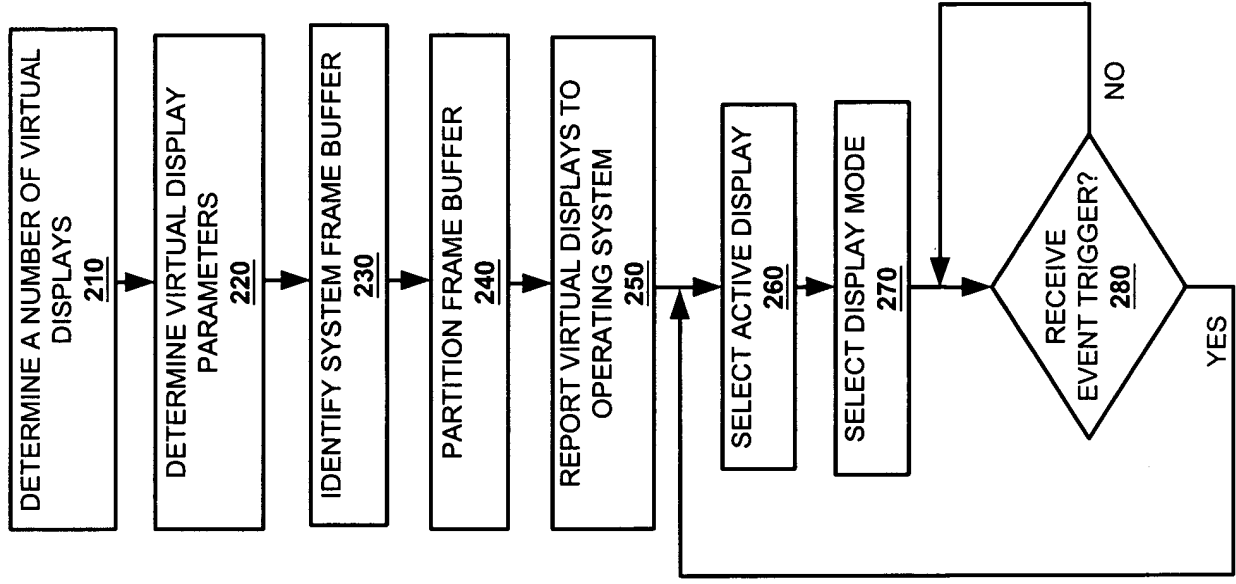 DETERMINE A NUMBER OF VIRTUAL
DISPLAYS
210
DETERMINE VIRTUAL DISPLAY
PARAMETERS
220
IDENTIFY SYSTEM FRAME BUFFER
230
PARTITION FRAME BUFFER
240
REPORT VIRTUAL DISPLAYS TO
OPERATING SYSTEM
250
SELECT ACTIVE DISPLAY
260
SELECT DISPLAY MODE
270
RECEIVE
EVENT TRIGGER?
280
NO
YES